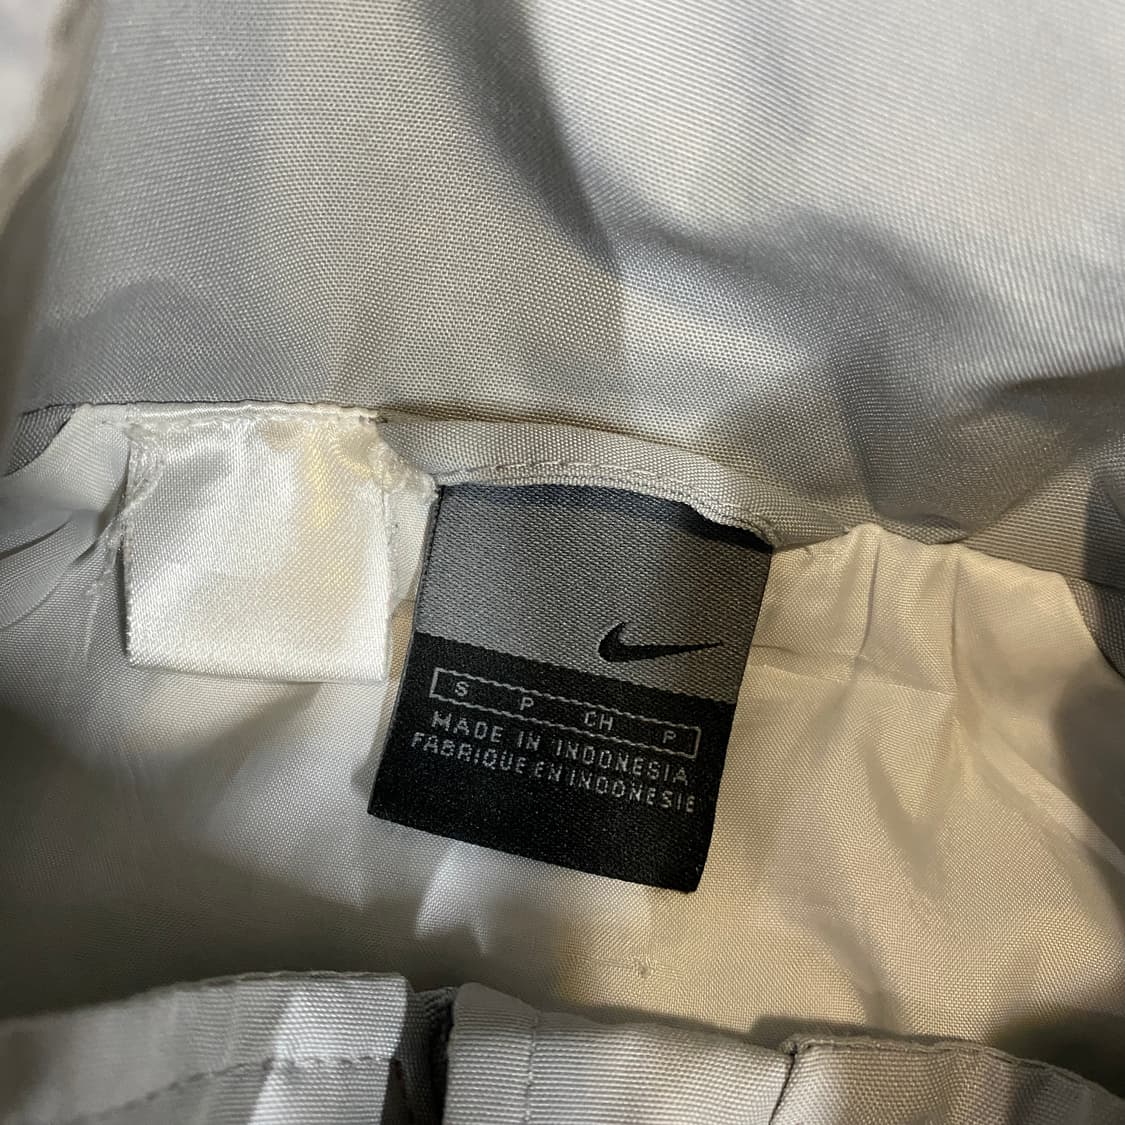 S P CH P
MADE IN INDONESIA
FABRIQUE EN INDONESIE